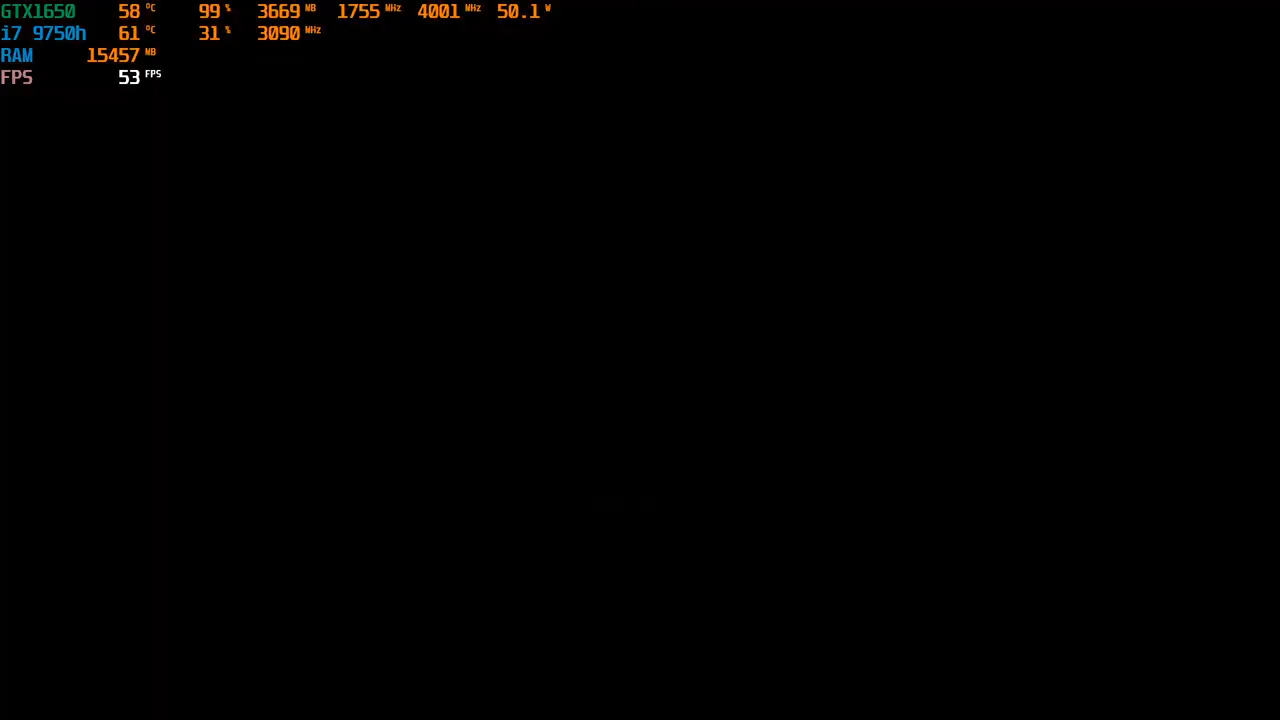 GTX1650 58 °C 99 % 3669 MB 1755 MHz 4001 MHz 50.1 W
i7 9750h 61 °C 31 % 3090 MHz
RAM 15457 MB
FPS 53 FPS